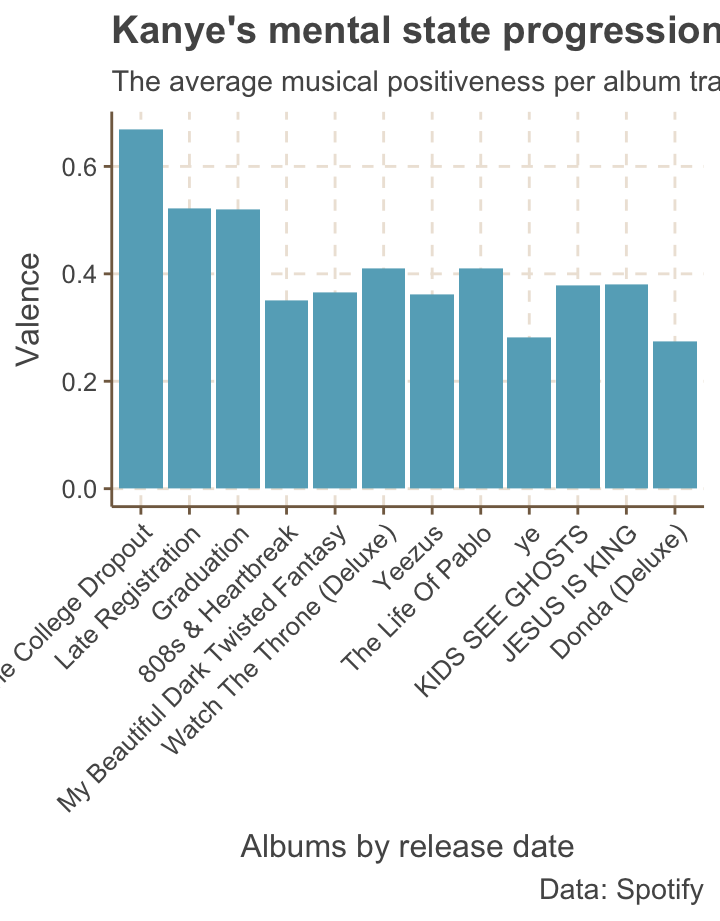 Kanye's mental state progression
The average musical positiveness per album
Valence
0.6
0.4
0.2
0.0
College Dropout
Late Registration
Graduation
808s & Heartbreak
My Beautiful Dark Twisted Fantasy
Watch The Throne (Deluxe)
Yeezus
The Life Of Pablo
ye
KIDS SEE GHOSTS
JESUS IS KING
Donda (Deluxe)
Albums by release date
Data: Spotify